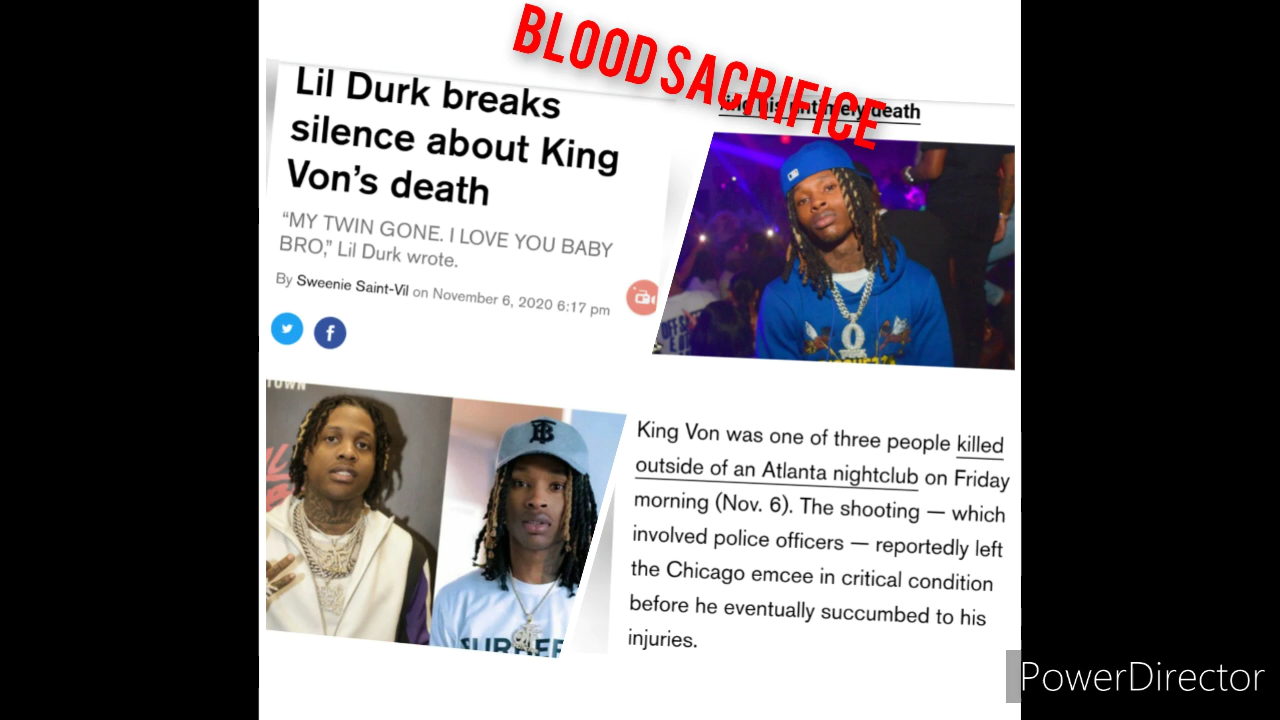 BLOOD SACRIFICE
Lil Durk breaks
silence about King
Von’s death
“MY TWIN GONE. I LOVE YOU BABY
BRO,” Lil Durk wrote.
By Sweenie Saint-Vil on November 6, 2020 6:17 pm
his untimely death
TOWN
King Von was one of three people killed
outside of an Atlanta nightclub on Friday
morning (Nov. 6). The shooting — which
involved police officers — reportedly left
the Chicago emcee in critical condition
before he eventually succumbed to his
injuries.
PowerDirector